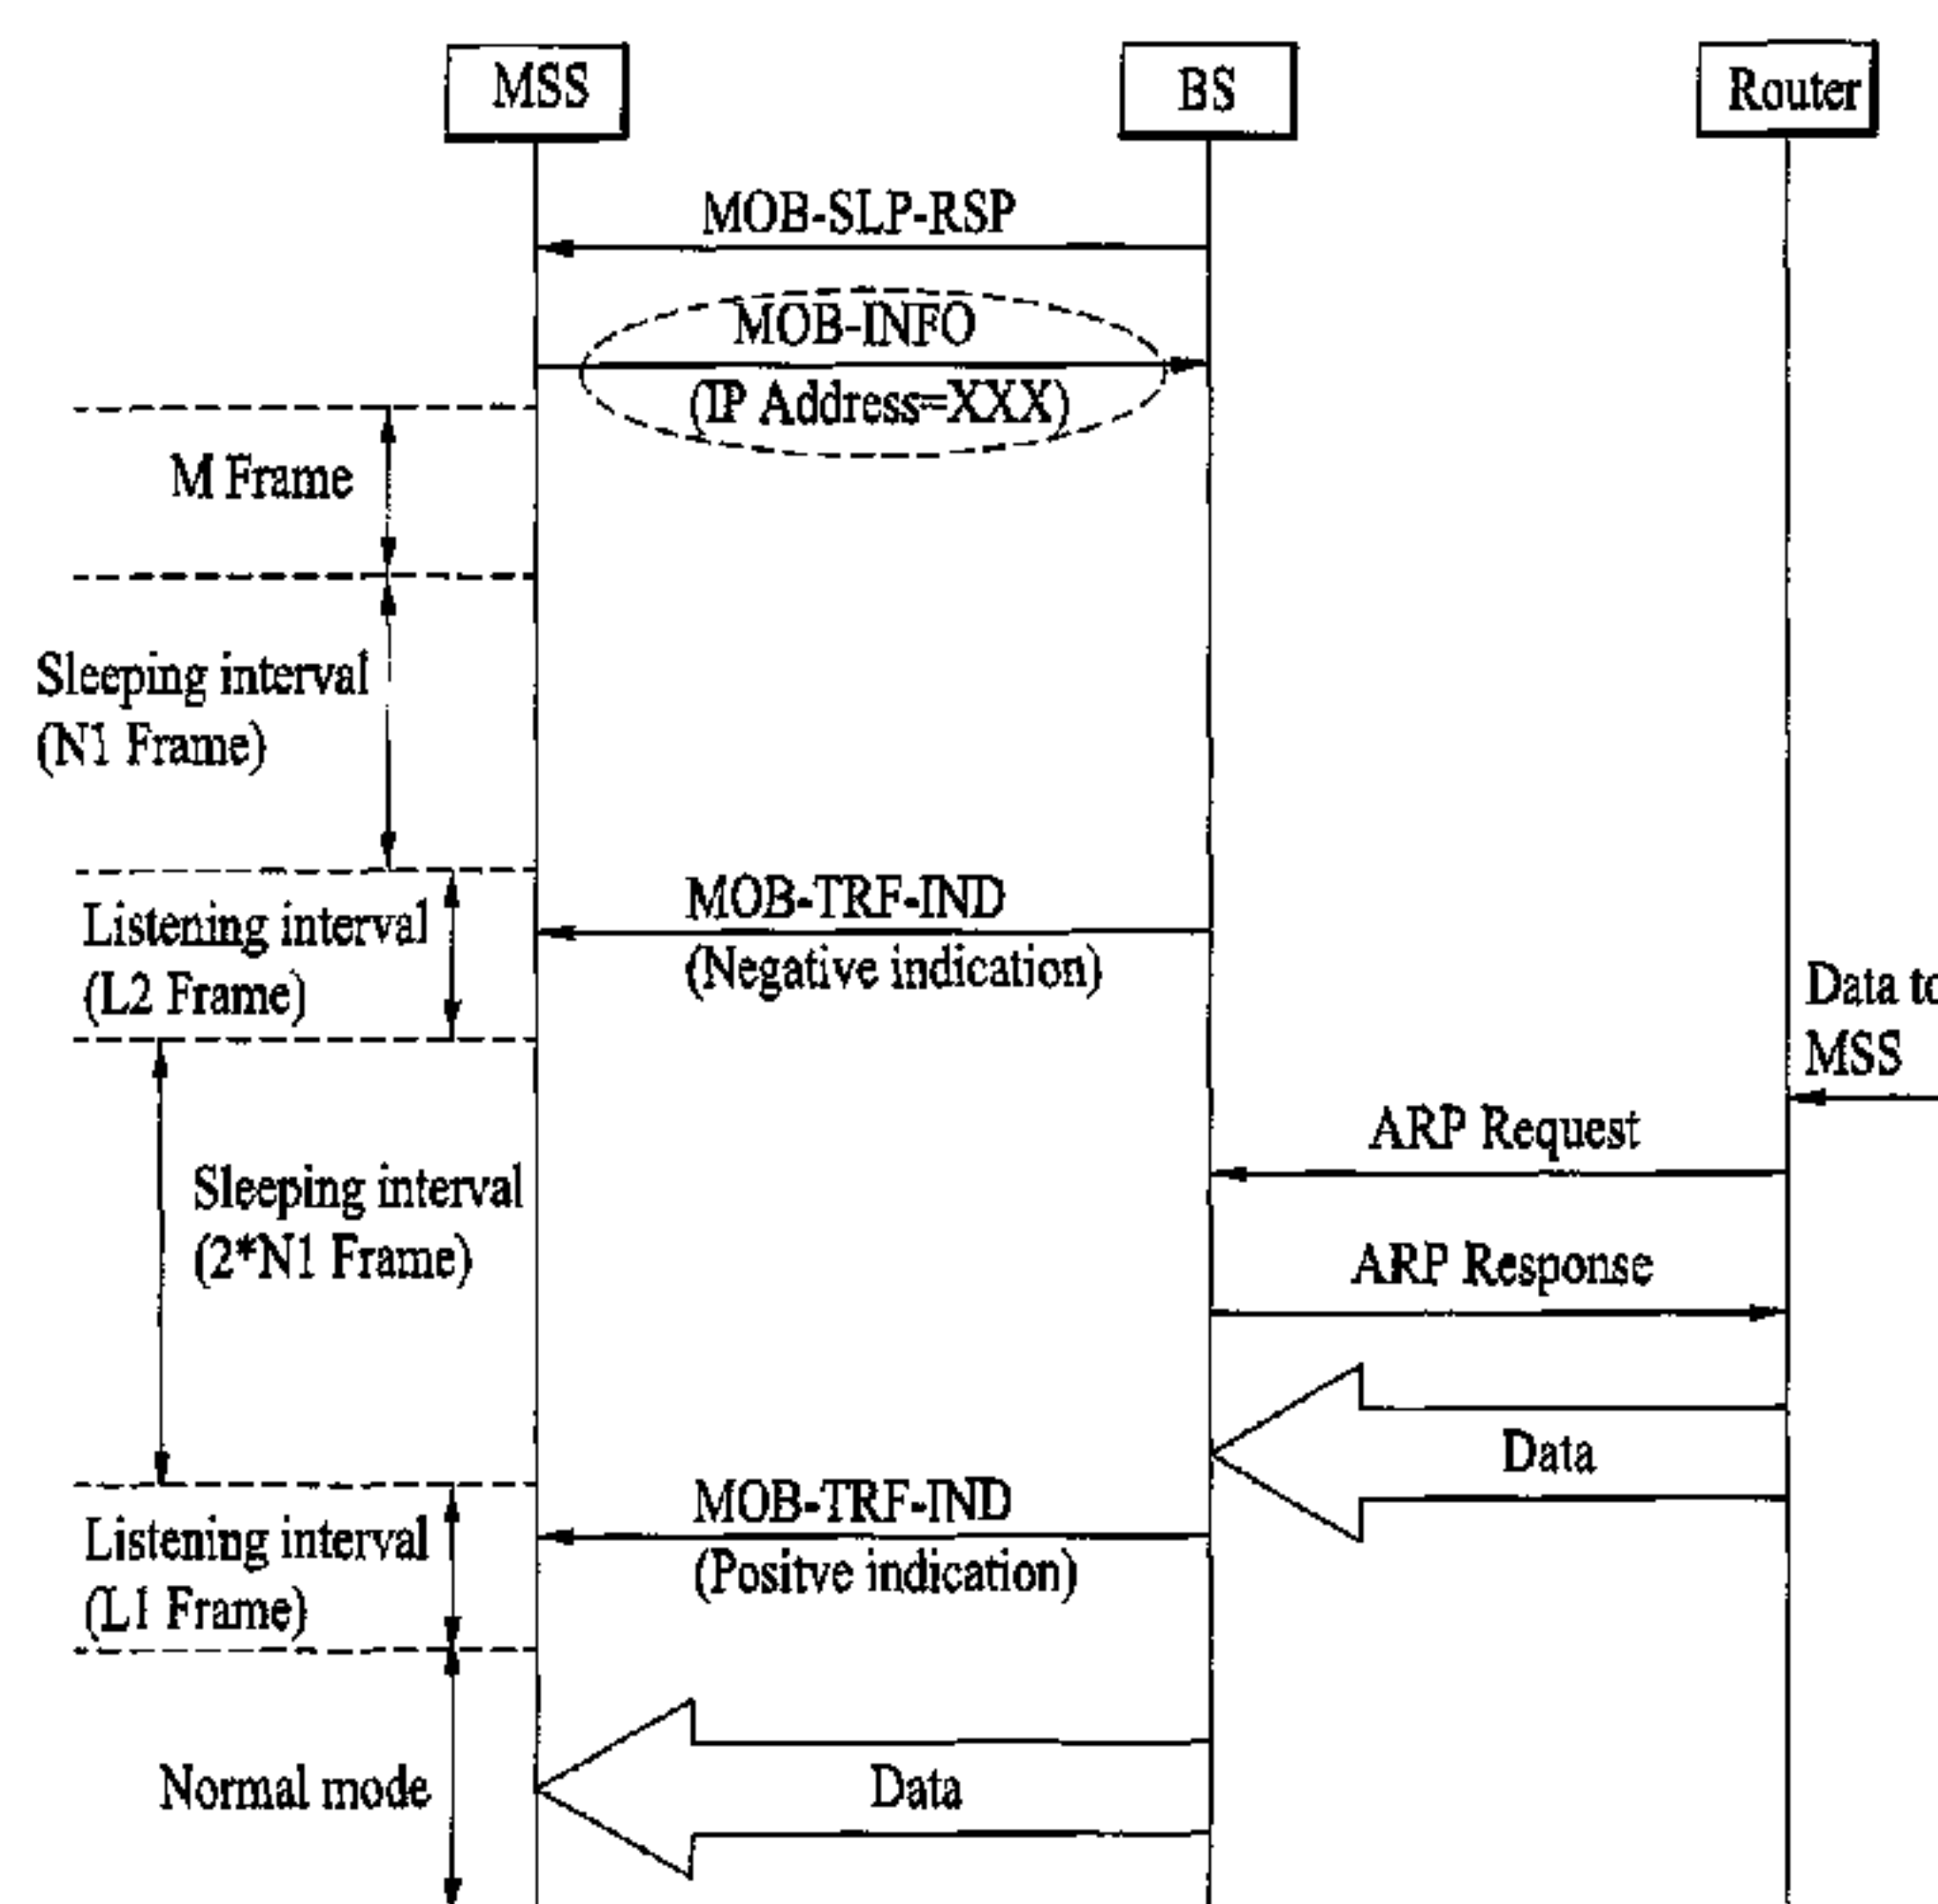 MSS
BS
Router
MOB-SLP-RSP
MOB-INFO
(IP Address=XXX)
M Frame
Sleeping interval
(N1 Frame)
Listening interval
(L2 Frame)
MOB-TRF-IND
(Negative indication)
Data to
MSS
ARP Request
Sleeping interval
(2*N1 Frame)
ARP Response
Data
MOB-TRF-IND
(Positve indication)
Listening interval
(L1 Frame)
Normal mode
Data